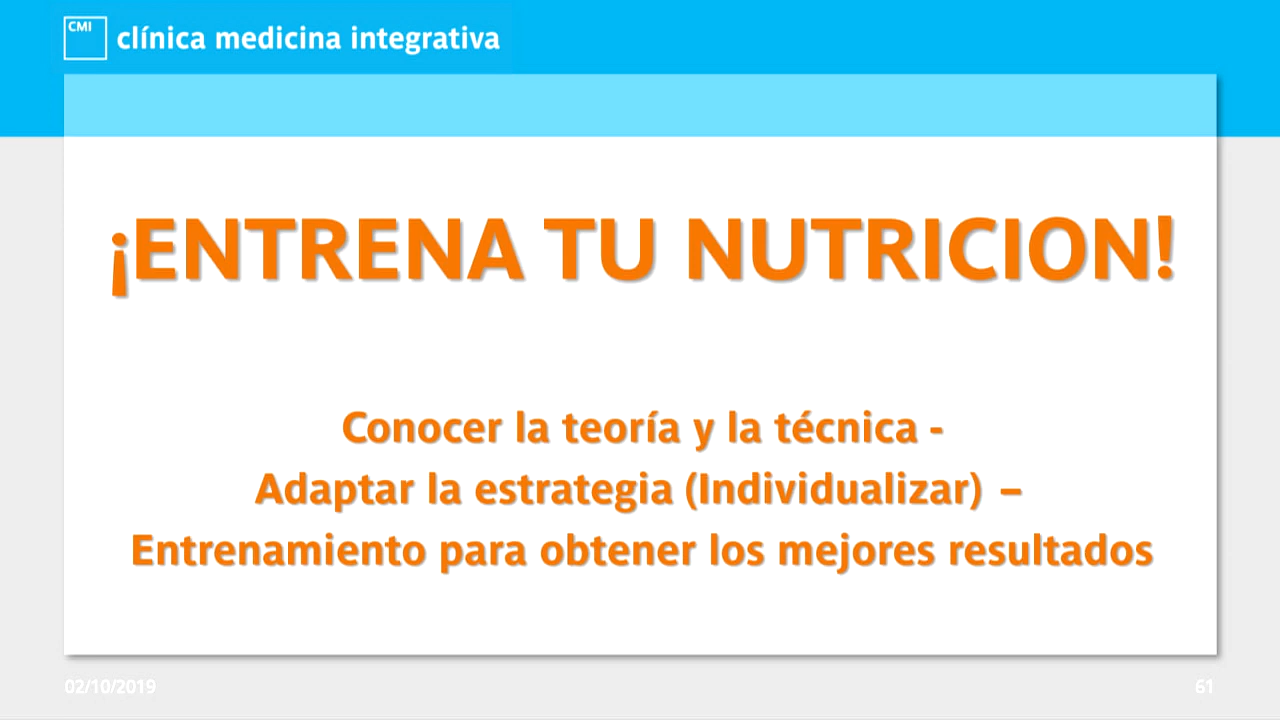 CMI
clínica medicina integrativa
¡ENTRENA TU NUTRICION!
Conocer la teoría y la técnica -
Adaptar la estrategia (Individualizar) –
Entrenamiento para obtener los mejores resultados
02/10/2019
61